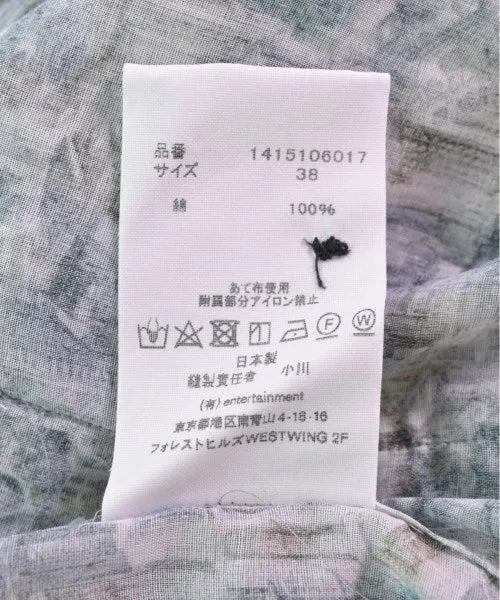 品番 1415106017
サイズ 38
綿 100%
あて布使用
附属部分アイロン禁止
F W
日本製
縫製責任者 小川
(有) entertainment
東京都港区南青山4-18-16
フォレストヒルズWESTWING 2F